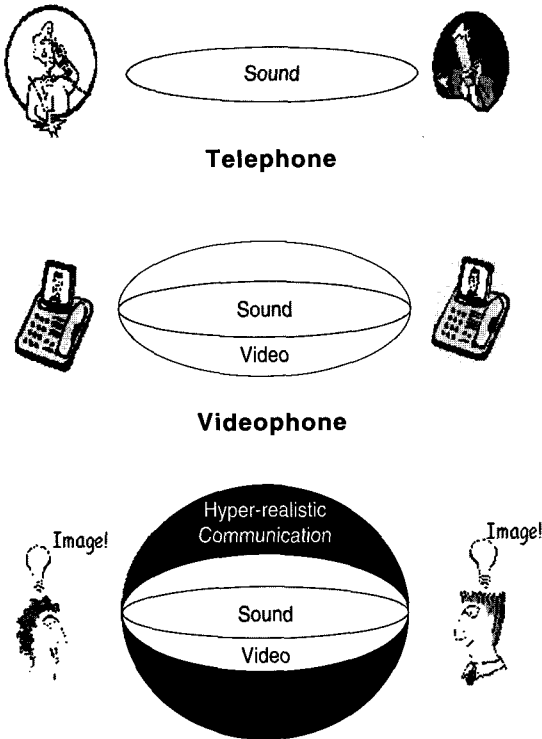 Sound
Telephone
Sound
Video
Videophone
Hyper-realistic
Communication
Image!
Image!
Sound
Video